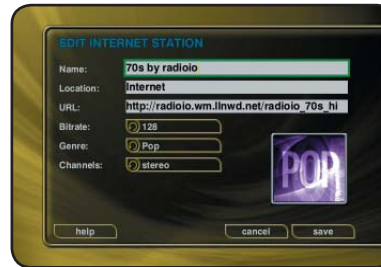 EDIT INTERNET STATION
Name: 70s by radioio
Location: Internet
URL: http://radioio.wm.llnwd.net/radioio_70s_hi
Bitrate: 128
Genre: Pop
Channels: stereo
POP
help cancel save